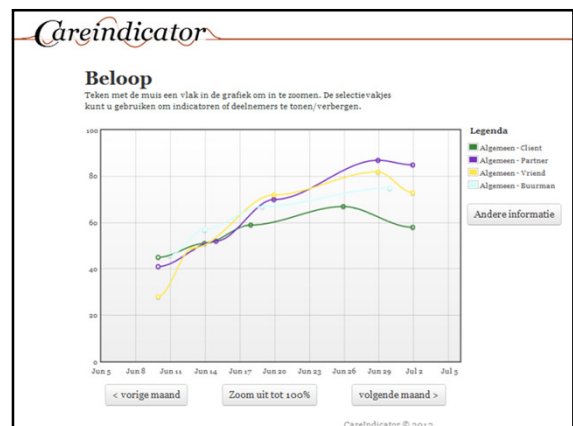 Careindicator
Beloop
Teken met de muis een vlak in de grafiek om in te zoomen. De selectievakjes
kunt u gebruiken om indicatoren of deelnemers te tonen/verbergen.
100
80
60
40
20
0
Jun 5 Jun 8 Jun 11 Jun 14 Jun 17 Jun 20 Jun 23 Jun 26 Jun 29 Jul 2 Jul 5
Legenda
Algemeen - Client
Algemeen - Partner
Algemeen - Vriend
Algemeen - Buurman
Andere informatie
< vorige maand
Zoom uit tot 100%
volgende maand >
CareIndicator © 2012